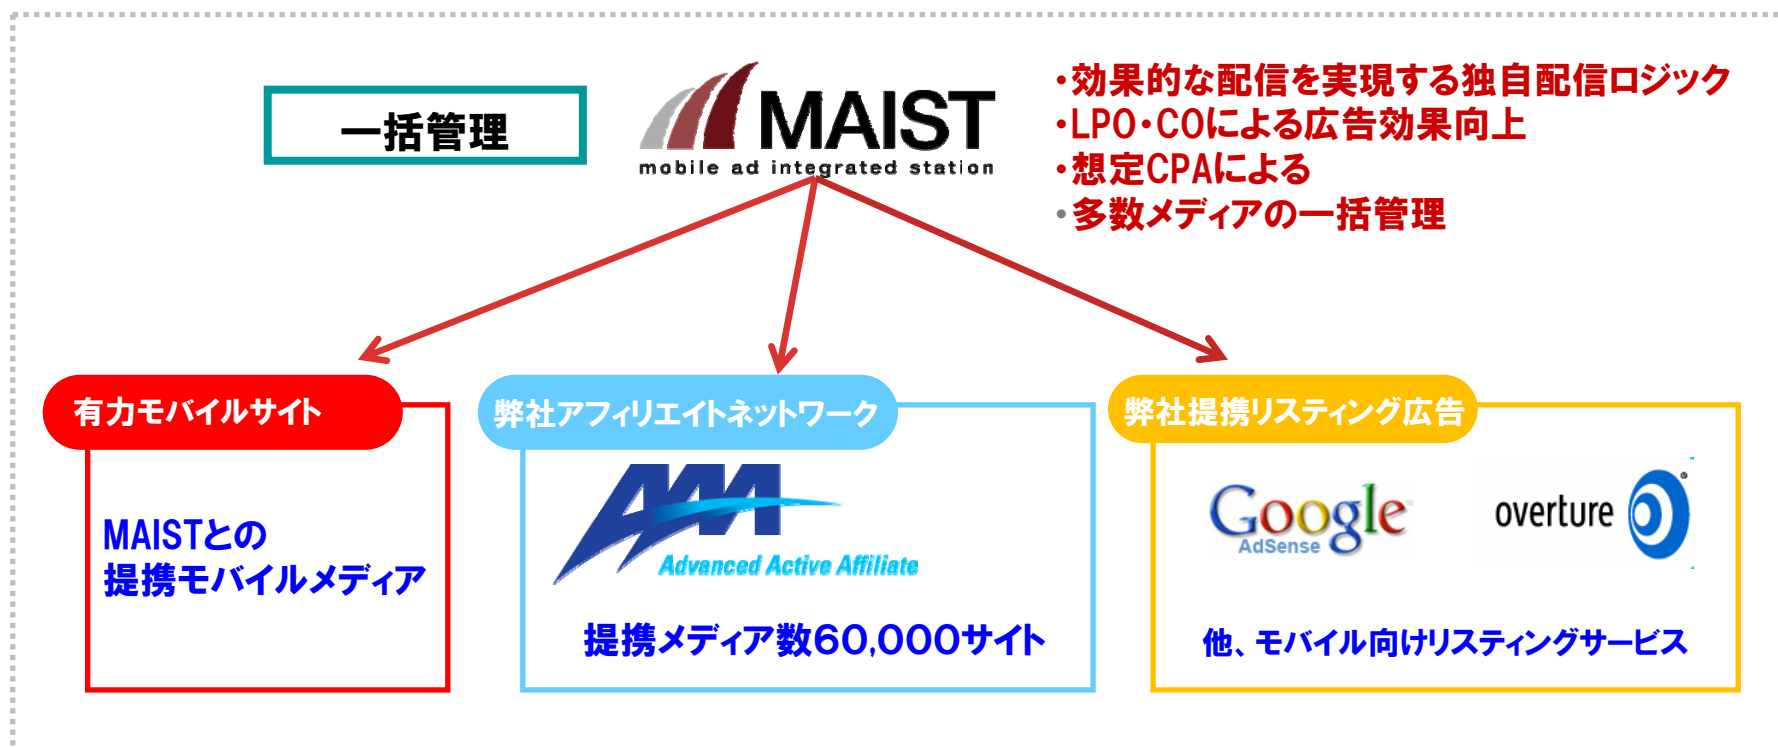 一括管理
MAIST
mobile ad integrated station
・効果的な配信を実現する独自配信ロジック
・LPO・COによる広告効果向上
・想定CPAによる
・多数メディアの一括管理
有力モバイルサイト
MAISTとの
提携モバイルメディア
弊社アフィリエイトネットワーク
AAA
Advanced Active Affiliate
提携メディア数60,000サイト
弊社提携リスティング広告
Google™
AdSense
overture®
他、モバイル向けリスティングサービス